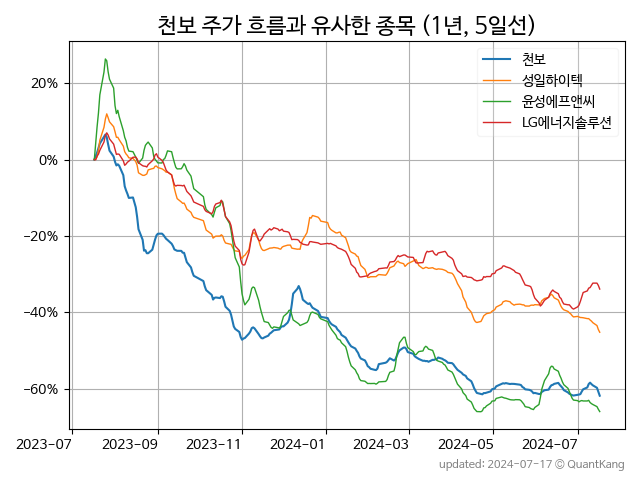 천보 주가 흐름과 유사한 종목 (1년, 5일선)
천보
성일하이텍
윤성에프앤씨
LG에너지솔루션
20%
0%
−20%
−40%
−60%
2023-07
2023-09
2023-11
2024-01
2024-03
2024-05
2024-07
updated: 2024-07-17 © QuantKang